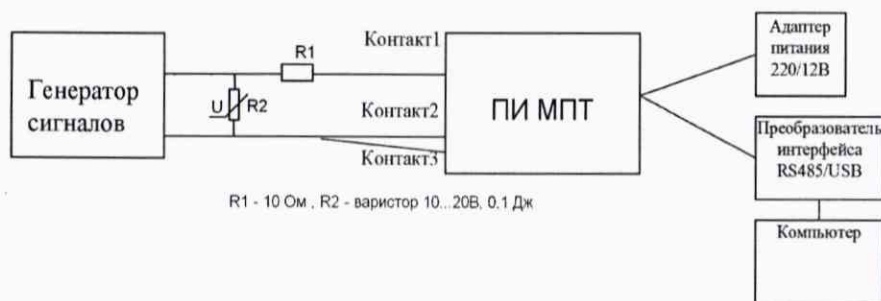 Генератор
сигналов
U
R2
R1
Контакт1
Контакт2
Контакт3
ПИ МПТ
Адаптер
питания
220/12В
Преобразователь
интерфейса
RS485/USB
Компьютер
R1 - 10 Ом , R2 - варистор 10...20В, 0.1 Дж